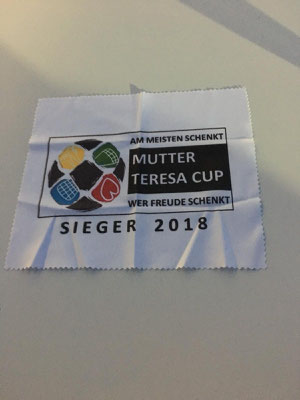 AM MEISTEN SCHENKT
MUTTER
TERESA CUP
WER FREUDE SCHENKT
SIEGER 2018